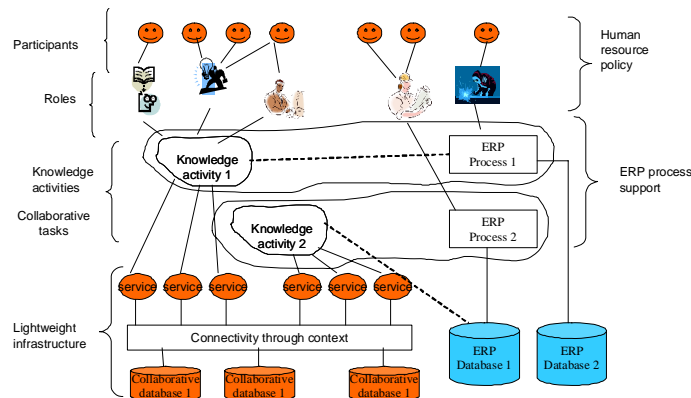 Participants
Human
resource
policy
Roles
Knowledge
activity 1
ERP
Process 1
Knowledge
activities
ERP process
support
Collaborative
tasks
Knowledge
activity 2
ERP
Process 2
service
service
service
service
service
service
Lightweight
infrastructure
Connectivity through context
ERP
Database 1
ERP
Database 2
Collaborative
database 1
Collaborative
database 1
Collaborative
database 1